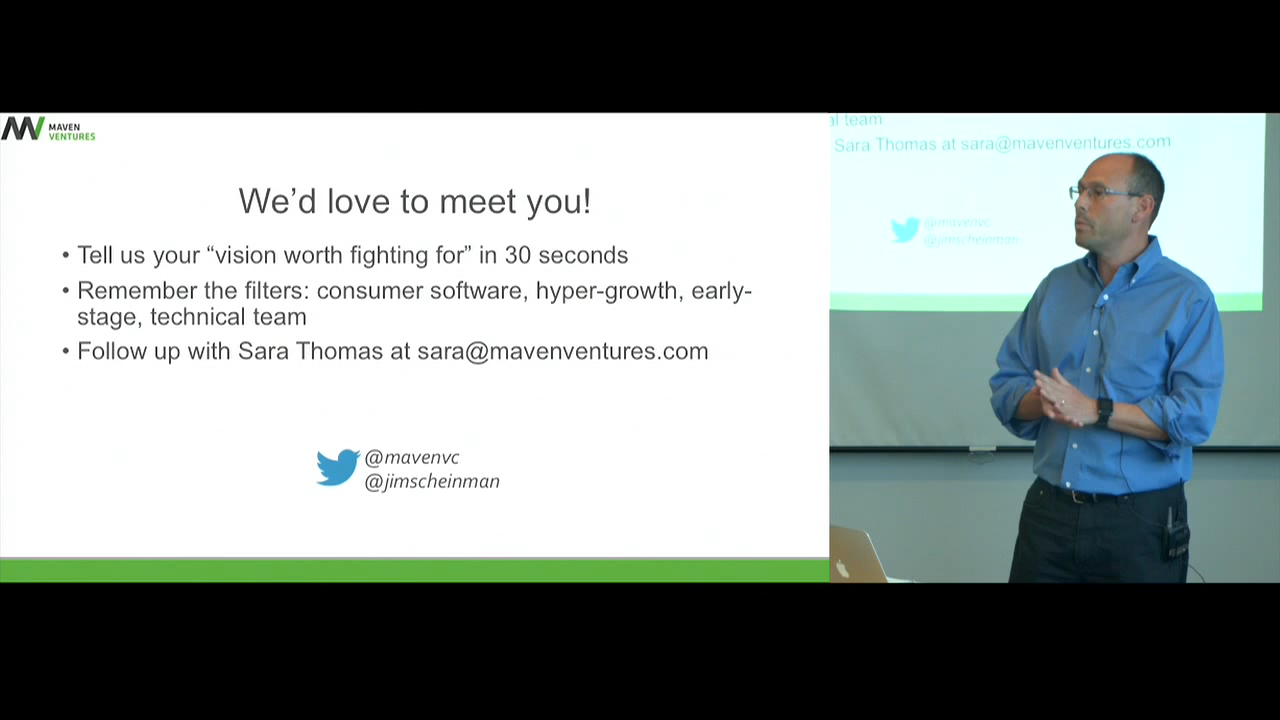 MAVEN
VENTURES
We'd love to meet you!
• Tell us your “vision worth fighting for” in 30 seconds
• Remember the filters: consumer software, hyper-growth, early-
stage, technical team
• Follow up with Sara Thomas at sara@mavenventures.com
@mavenvc
@jimscheinman
al team
Sara Thomas at sara@mavenventures.com
@mavenvc
@jimscheinman